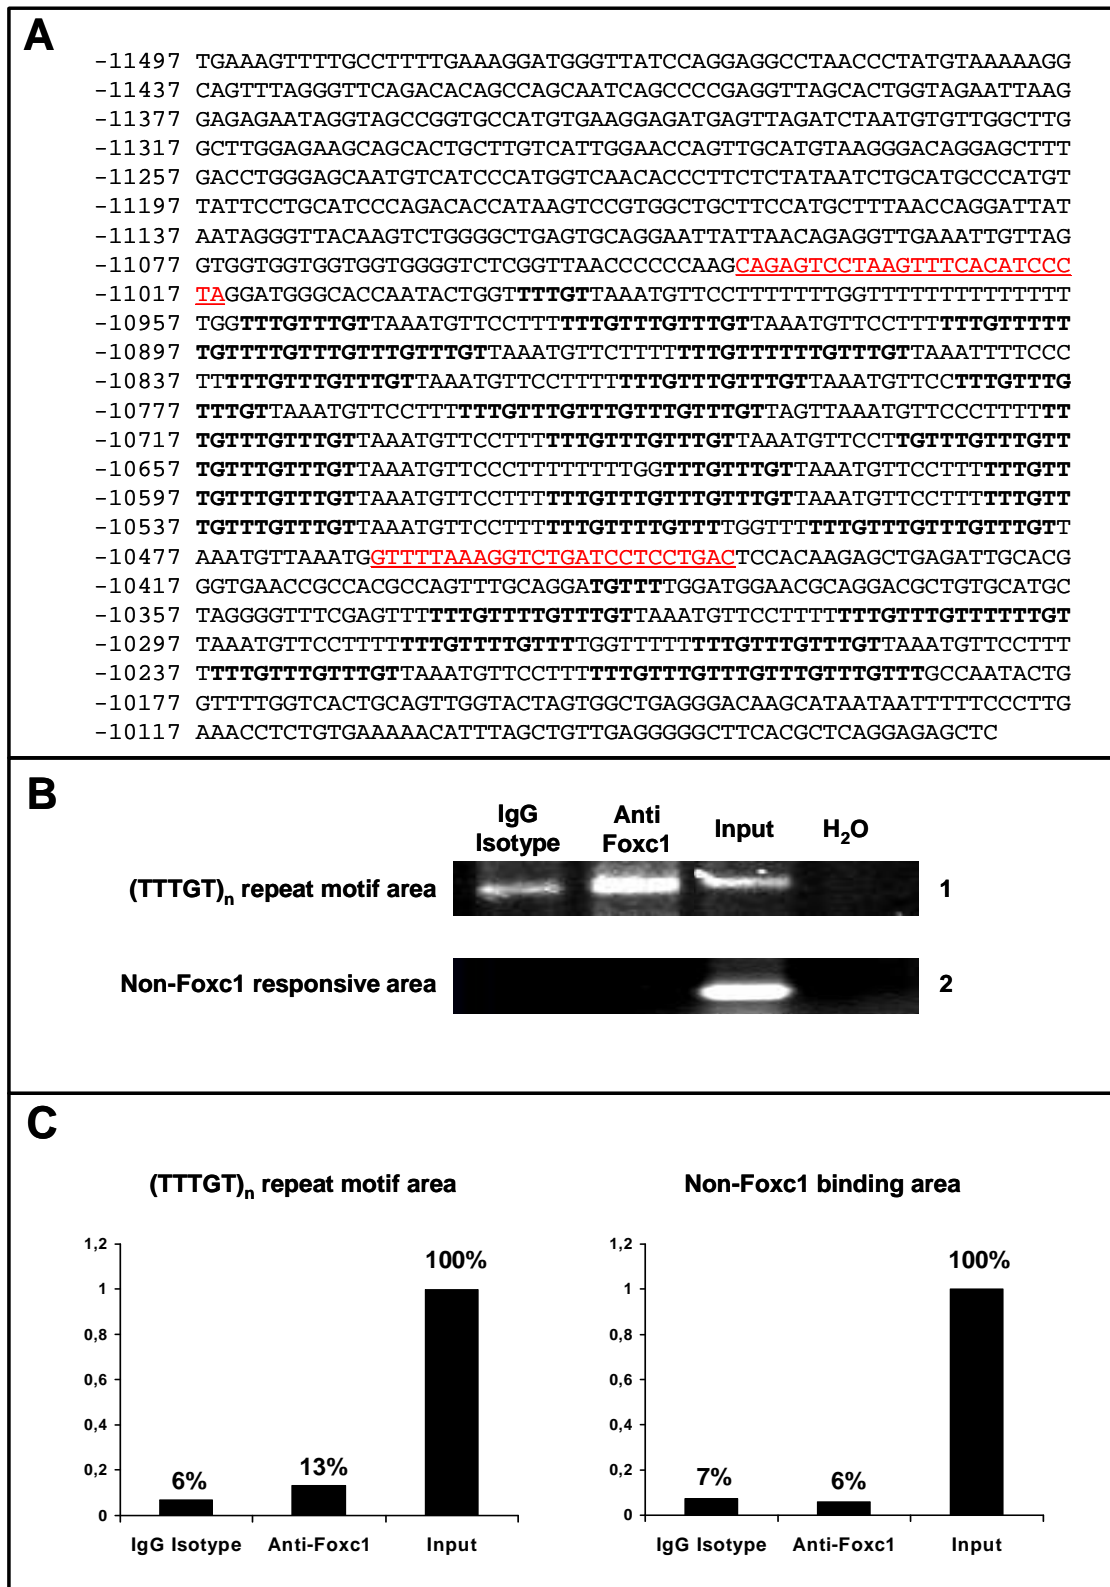 A
-11497 TGAAAGTTTTGCCTTTTGAAAGGATGGGTTATCCAGGAGGCCTAACCCTATGTAAAAAGG
-11437 CAGTTTAGGGTTCAGACACAGCCAGCAATCAGCCCCGAGGTTAGCACTGGTAGAATTAAG
-11377 GAGAGAATAGGTAGCCGGTGCCATGTGAAGGAGATGAGTTAGATCTAATGTGTTGGCTTG
-11317 GCTTGGAGAAGCAGCACTGCTTGTCATTGGAACCAGTTGCATGTAAGGGACAGGAGCTTT
-11257 GACCTGGGAGCAATGTCATCCCATGGTCAACACCCTTCTCTATAATCTGCATGCCCATGT
-11197 TATTCCTGCATCCCAGACACCATAAGTCCGTGGCTGCTTCCATGCTTTAACCAGGATTAT
-11137 AATAGGGTTACAAGTCTGGGGCTGAGTGCAGGAATTATTAACAGAGGTTGAAATTGTTAG
-11077 GTGGTGGTGGTGGTGGGGTCTCGGTTAACCCCCCAAGCAGAGTCCTAAGTTTCACATCCC
-11017 TAGGATGGGCACCAATACTGGTTTTGTTAAATGTTCCTTTTTTTGGTTTTTTTTTTTTTT
-10957 TGGTTTGTTTGTTAAATGTTCCTTTTTTGTTTGTTTGTTAAATGTTCCTTTTTTGTTTTT
-10897 TGTTTTGTTTGTTTGTTTGTTAAATGTTCTTTTTTTGTTTTTTGTTTGTTAAATTTTCCC
-10837 TTTTTGTTTGTTTGTTAAATGTTCCTTTTTTTGTTTGTTTGTTAAATGTTCCTTTGTTTG
-10777 TTTGTTAAATGTTCCTTTTTTGTTTGTTTGTTTGTTTGTTAGTTAAATGTTCCCTTTTTT
-10717 TGTTTGTTTGTTAAATGTTCCTTTTTTGTTTGTTTGTTAAATGTTCCTTGTTTGTTTGTT
-10657 TGTTTGTTTGTTAAATGTTCCCTTTTTTTTGGTTTGTTTGTTAAATGTTCCTTTTTTGTT
-10597 TGTTTGTTTGTTAAATGTTCCTTTTTTGTTTGTTTGTTTGTTAAATGTTCCTTTTTTGTT
-10537 TGTTTGTTTGTTAAATGTTCCTTTTTTGTTTTGTTTTGGTTTTTTGTTTGTTTGTTTGTT
-10477 AAATGTTAAATGGTTTTAAAGGTCTGATCCTCCTGACTCCACAAGAGCTGAGATTGCACG
-10417 GGTGAACCGCCACGCCAGTTTGCAGGATGTTTTGGATGGAACGCAGGACGCTGTGCATGC
-10357 TAGGGGTTTCGAGTTTTTTGTTTTGTTTGTTAAATGTTCCTTTTTTTGTTTGTTTTTTGT
-10297 TAAATGTTCCTTTTTTTGTTTTGTTTTGGTTTTTTTTGTTTGTTTGTTAAATGTTCCTTT
-10237 TTTTGTTTGTTTGTTAAATGTTCCTTTTTTGTTTGTTTGTTTGTTTGTTTGCCAATACTG
-10177 GTTTTGGTCACTGCAGTTGGTACTAGTGGCTGAGGGACAAGCATAATAATTTTTCCCTTG
-10117 AAACCTCTGTGAAAAACATTTAGCTGTTGAGGGGGCTTCACGCTCAGGAGAGCTC
B
IgG Isotype
Anti Foxc1
Input
H2O
(TTTGT)n repeat motif area
1
Non-Foxc1 responsive area
2
C
(TTTGT)n repeat motif area
1,2
1
0,8
0,6
0,4
0,2
0
6%
13%
100%
IgG Isotype
Anti-Foxc1
Input
Non-Foxc1 binding area
1,2
1
0,8
0,6
0,4
0,2
0
7%
6%
100%
IgG Isotype
Anti-Foxc1
Input